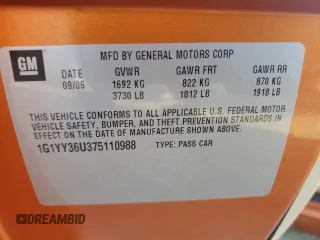 GM
MFD BY GENERAL MOTORS CORP
DATE GVWR GAWR FRT GAWR RR
09/06 1692 KG 822 KG 870 KG
3730 LB 1812 LB 1918 LB
THIS VEHICLE CONFORMS TO ALL APPLICABLE U.S. FEDERAL MOTOR
VEHICLE SAFETY, BUMPER, AND THEFT PREVENTION STANDARDS IN
EFFECT ON THE DATE OF MANUFACTURE SHOWN ABOVE.
1G1YY36U375110988 TYPE: PASS CAR
DREAMBID